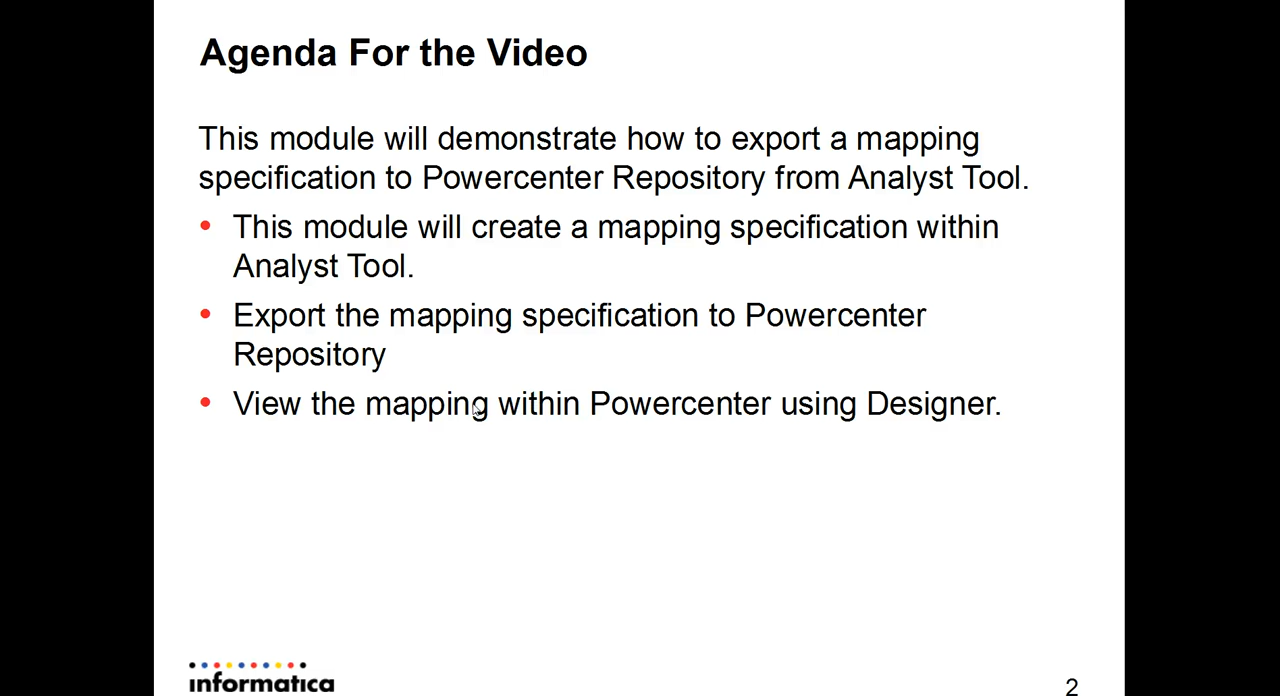 Agenda For the Video
This module will demonstrate how to export a mapping
specification to Powercenter Repository from Analyst Tool.
• This module will create a mapping specification within
Analyst Tool.
• Export the mapping specification to Powercenter
Repository
• View the mapping within Powercenter using Designer.
informatica
2